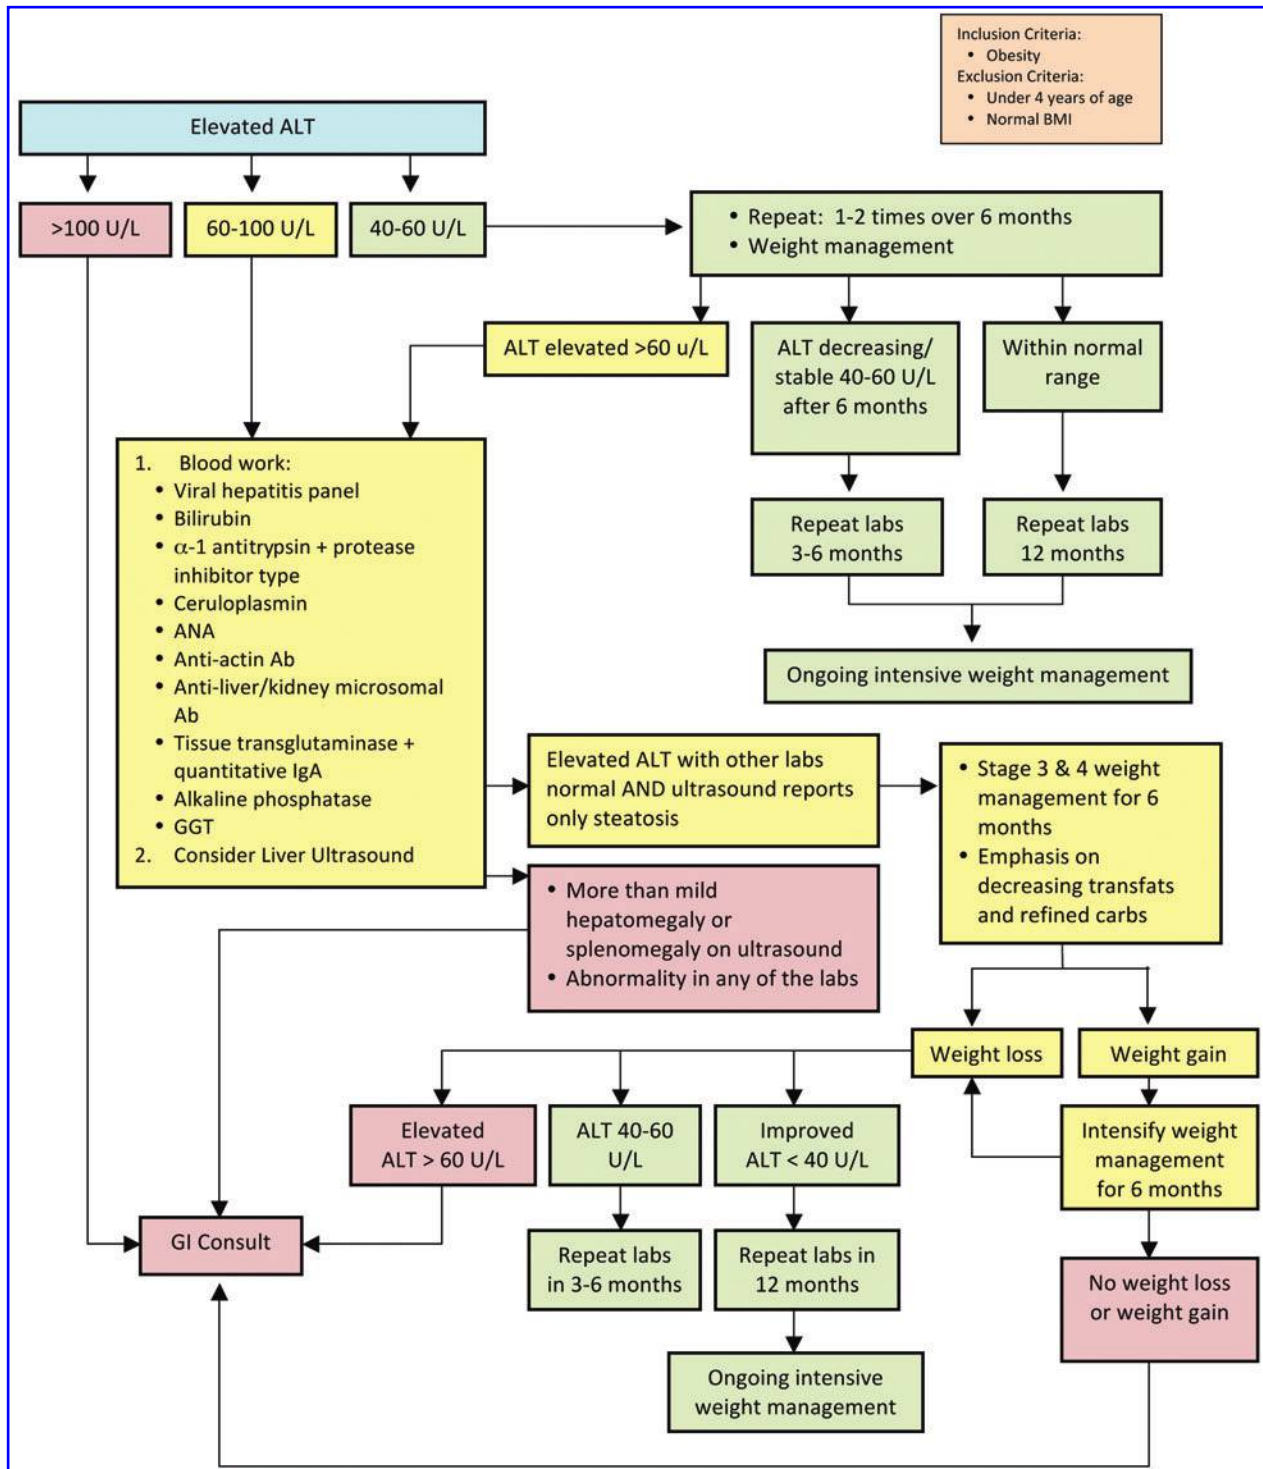 Inclusion Criteria:
• Obesity
Exclusion Criteria:
• Under 4 years of age
• Normal BMI
Elevated ALT
>100 U/L
60-100 U/L
40-60 U/L
• Repeat: 1-2 times over 6 months
• Weight management
ALT elevated >60 u/L
ALT decreasing/
stable 40-60 U/L
after 6 months
Within normal
range
1. Blood work:
• Viral hepatitis panel
• Bilirubin
• α-1 antitrypsin + protease
inhibitor type
• Ceruloplasmin
• ANA
• Anti-actin Ab
• Anti-liver/kidney microsomal
Ab
• Tissue transglutaminase +
quantitative IgA
• Alkaline phosphatase
• GGT
2. Consider Liver Ultrasound
Repeat labs
3-6 months
Repeat labs
12 months
Ongoing intensive weight management
Elevated ALT with other labs
normal AND ultrasound reports
only steatosis
• Stage 3 & 4 weight
management for 6
months
• Emphasis on
decreasing transfats
and refined carbs
• More than mild
hepatomegaly or
splenomegaly on ultrasound
• Abnormality in any of the labs
Weight loss
Weight gain
Elevated
ALT > 60 U/L
ALT 40-60
U/L
Improved
ALT < 40 U/L
Intensify weight
management
for 6 months
GI Consult
Repeat labs
in 3-6 months
Repeat labs in
12 months
No weight loss
or weight gain
Ongoing intensive
weight management